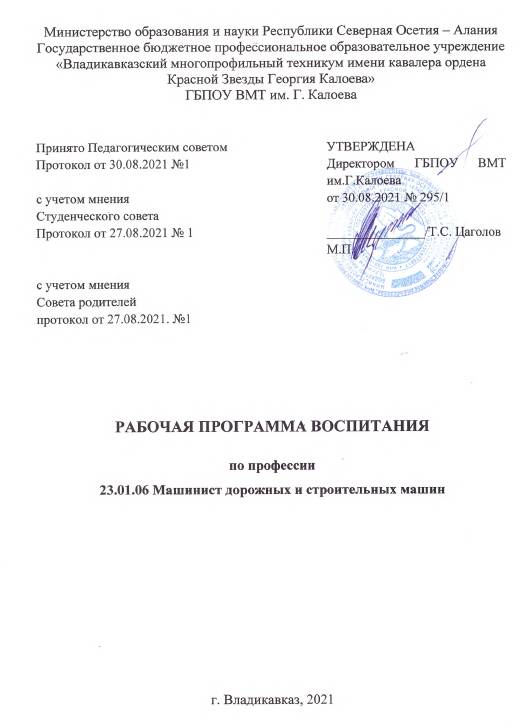 Министерство образования и науки Республики Северная Осетия – Алания
Государственное бюджетное профессиональное образовательное учреждение
«Владикавказский многопрофильный техникум имени кавалера ордена
Красной Звезды Георгия Калоева»
ГБПОУ ВМТ им. Г. Калоева
Принято Педагогическим советом
Протокол от 30.08.2021 №1
с учетом мнения
Студенческого совета
Протокол от 27.08.2021 № 1
с учетом мнения
Совета родителей
протокол от 27.08.2021. №1
УТВЕРЖДЕНА
Директором ГБПОУ ВМТ
им.Г.Калоева
от 30.08.2021 № 295/1
/Т.С. Цаголов
М.П.
РАБОЧАЯ ПРОГРАММА ВОСПИТАНИЯ
по профессии
23.01.06 Машинист дорожных и строительных машин
г. Владикавказ, 2021